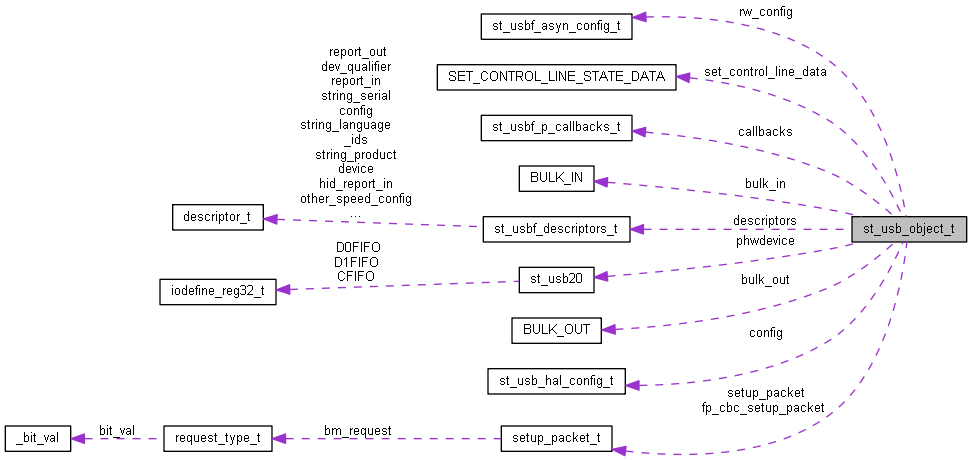 rw_config
st_usbf_asyn_config_t
report_out
dev_qualifier
report_in
string_serial
config
string_language
_ids
string_product
device
hid_report_in
other_speed_config
...
SET_CONTROL_LINE_STATE_DATA
set_control_line_data
st_usbf_p_callbacks_t
callbacks
BULK_IN
bulk_in
descriptor_t
st_usbf_descriptors_t
descriptors
st_usb_object_t
phwdevice
D0FIFO
D1FIFO
CFIFO
iodefine_reg32_t
st_usb20
bulk_out
BULK_OUT
config
st_usb_hal_config_t
setup_packet
fp_cbc_setup_packet
_bit_val
bit_val
request_type_t
bm_request
setup_packet_t